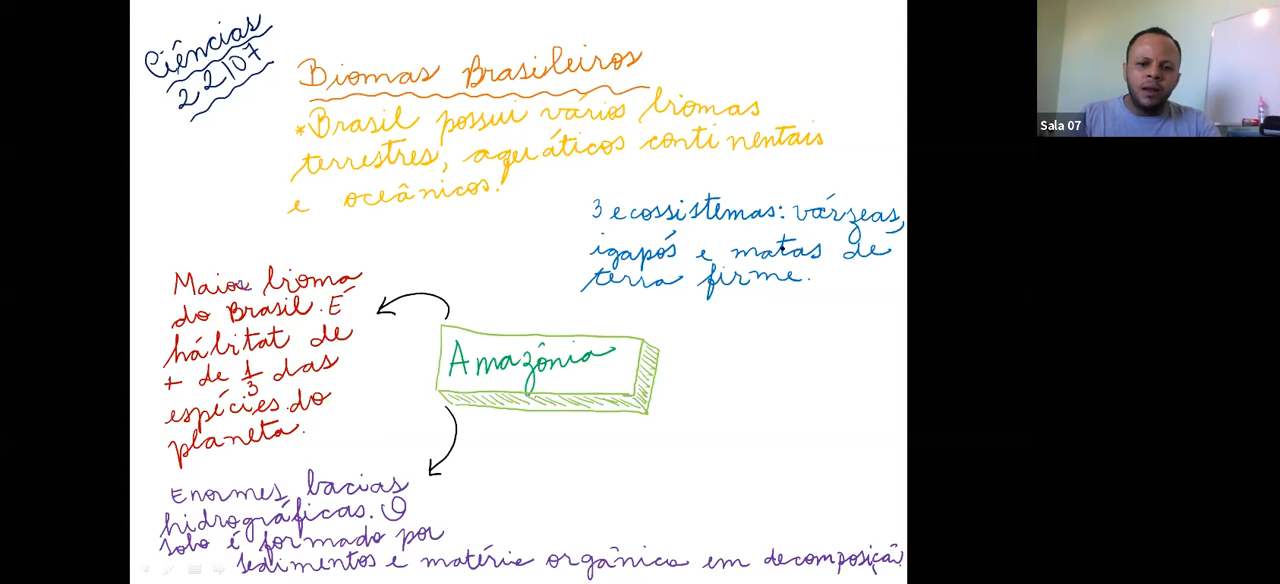 Ciências
22/07
Biomas Brasileiros
*Brasil possui vários biomas
terrestres, aquáticos continentais
e oceânicos.
3 ecossistemas: várzeas,
igapós e matas de
terra firme.
Maior bioma
do Brasil. É
hábitat de
+ de 1/3 das
espécies do
planeta.
Amazônia
Enormes bacias
hidrográficas. O
solo é formado por
sedimentos e matéria orgânica em decomposiçã
Sala 07